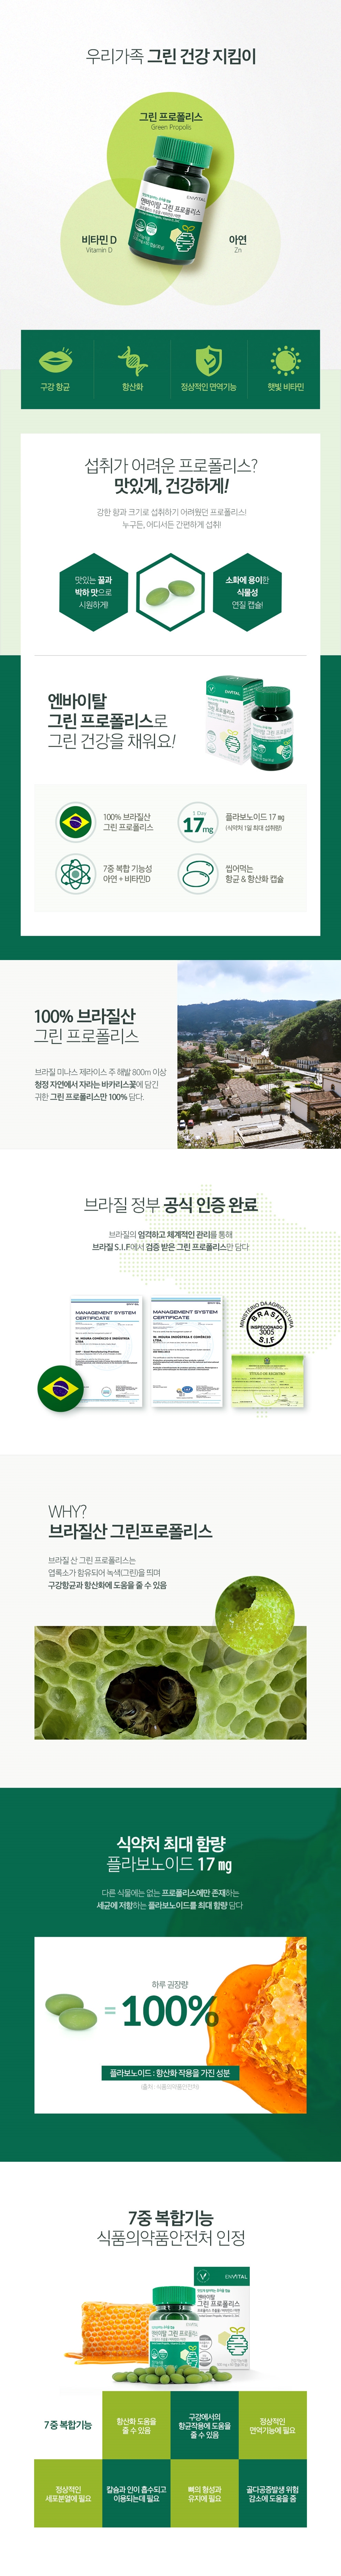 우리가족 그린 건강 지킴이
그린 프로폴리스
Green Propolis
ENVITAL
엔바이탈 그린 프로폴리스
비타민 D
Vitamin D
아연
Zn
구강 항균
항산화
정상적인 면역기능
햇빛 비타민
섭취가 어려운 프로폴리스?
맛있게, 건강하게!
강한 향과 크기로 섭취하기 어려웠던 프로폴리스!
누구든, 어디서든 간편하게 섭취!
맛있는 꿀과
박하 맛으로
시원하게!
소화에 용이한
식물성
연질 캡슐!
엔바이탈
그린 프로폴리스로
그린 건강을 채워요!
ENVITAL
100% 브라질산
그린 프로폴리스
1 Day
17mg
플라보노이드 17 mg
(식약처 1일 최대 섭취량)
7중 복합 기능성
아연 + 비타민D
씹어먹는
항균 & 항산화 캡슐
100% 브라질산
그린 프로폴리스
브라질 미나스 제라이스 주 해발 800m 이상
청정 자연에서 자라는 바카리스꽃에 담긴
귀한 그린 프로폴리스만 100% 담다.
브라질 정부 공식 인증 완료
브라질의 엄격하고 체계적인 관리를 통해
브라질 S.I.F에서 검증 받은 그린 프로폴리스만 담다
MANAGEMENT SYSTEM
CERTIFICATE
MANAGEMENT SYSTEM
CERTIFICATE
MINISTÉRIO DA AGRICULTURA
BRASIL
INSPECIONADO
3005
S.I.F
TÍTULO DE REGISTRO
WHY?
브라질산 그린프로폴리스
브라질 산 그린 프로폴리스는
엽록소가 함유되어 녹색(그린)을 띄며
구강항균과 항산화에 도움을 줄 수 있음
식약처 최대 함량
플라보노이드 17 mg
다른 식물에는 없는 프로폴리스에만 존재하는
세균에 저항하는 플라보노이드를 최대 함량 담다
하루 권장량
= 100%
플라보노이드 : 항산화 작용을 가진 성분
(출처 : 식품의약품안전처)
7중 복합기능
식품의약품안전처 인정
ENVITAL
엔바이탈
그린 프로폴리스
엔바이탈 그린 프로폴리스
7중 복합기능
항산화 도움을
줄 수 있음
구강에서의
항균작용에 도움을
줄 수 있음
정상적인
면역기능에 필요
정상적인
세포분열에 필요
칼슘과 인이 흡수되고
이용되는데 필요
뼈의 형성과
유지에 필요
골다공증발생 위험
감소에 도움을 줌